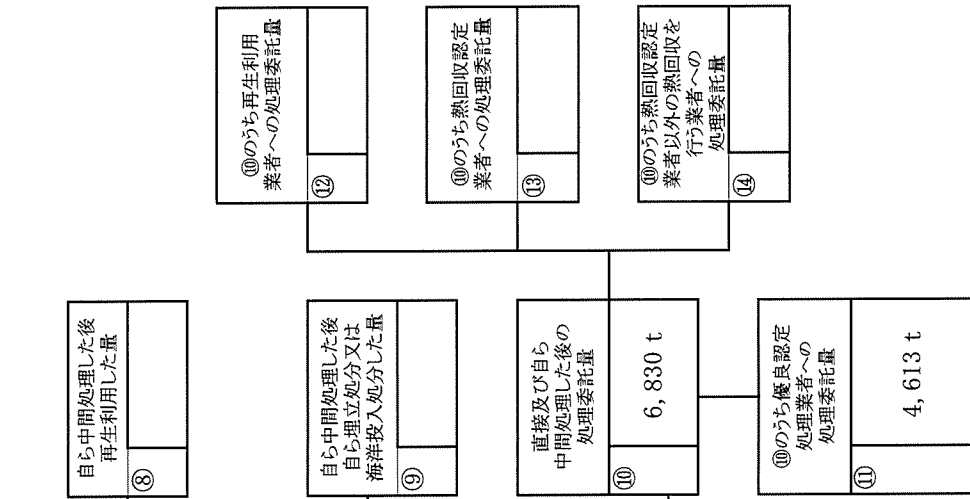 自ら中間処理した後
再生利用した量
⑧
自ら中間処理した後
自ら埋立処分又は
海洋投入処分した量
⑨
直接及び自ら
中間処理した後の
処理委託量
⑩
6,830 t
⑩のうち優良認定
処理業者への
処理委託量
⑪
4,613 t
⑩のうち再生利用
業者への処理委託量
⑫
⑩のうち熱回収認定
業者への処理委託量
⑬
⑩のうち熱回収認定
業者以外の熱回収を
行う業者への
処理委託量
⑭